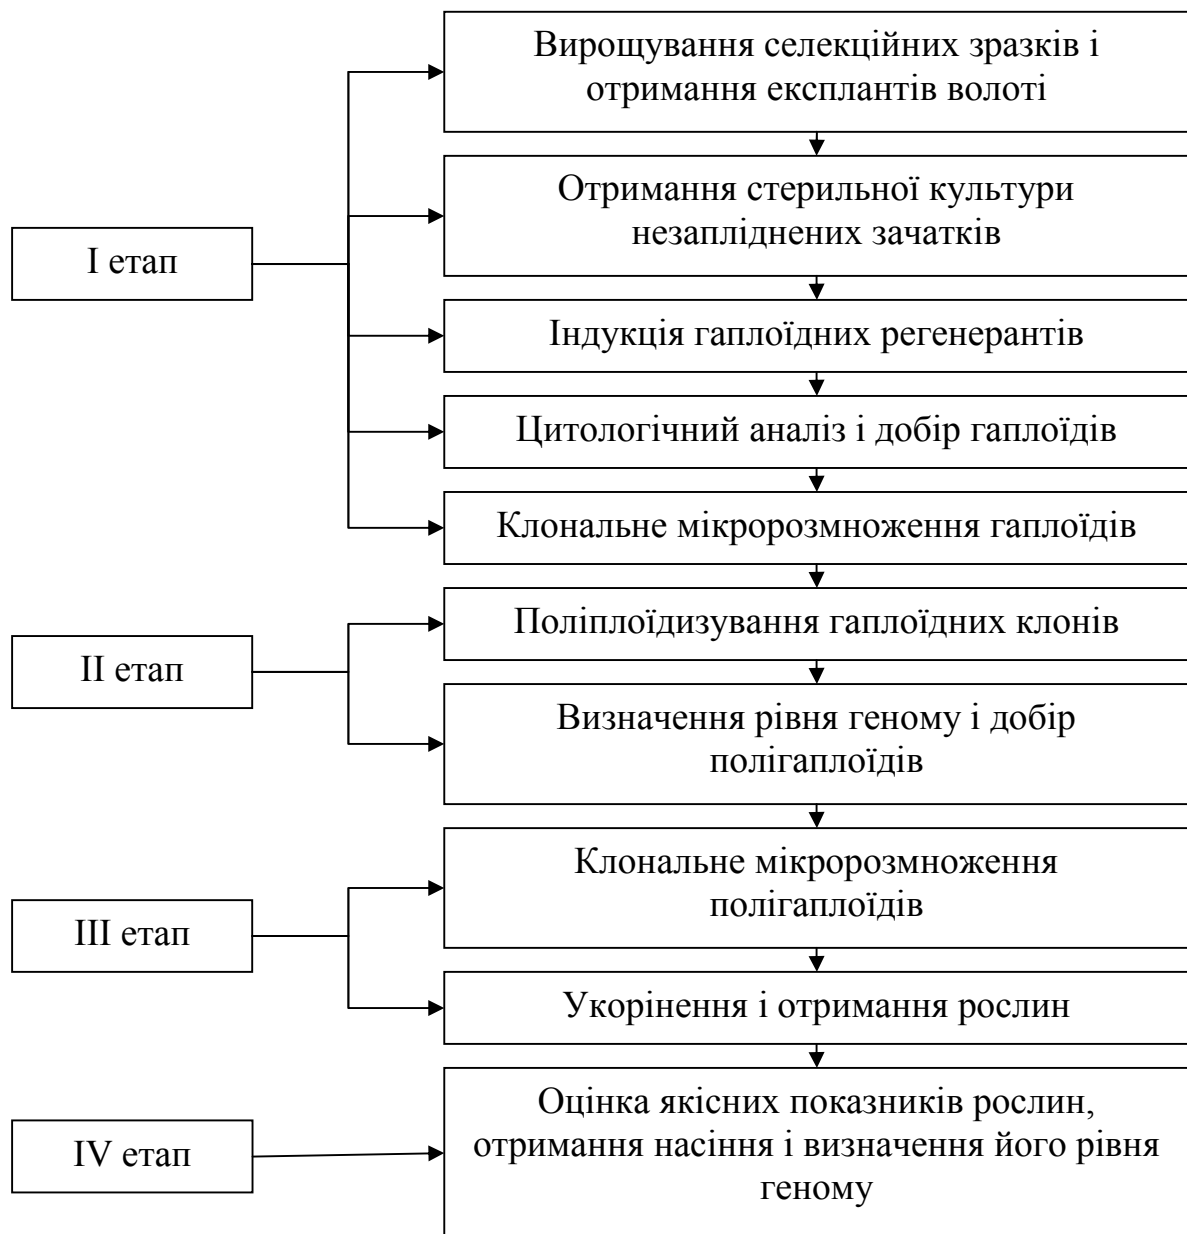 Вирощування селекційних зразків і
отримання експлантів волоті
Отримання стерильної культури
незапліднених зачатків
І етап
Індукція гаплоїдних регенерантів
Цитологічний аналіз і добір гаплоїдів
Клональне мікророзмноження гаплоїдів
Поліплоїдизування гаплоїдних клонів
ІІ етап
Визначення рівня геному і добір
полігаплоїдів
Клональне мікророзмноження
полігаплоїдів
ІІІ етап
Укорінення і отримання рослин
Оцінка якісних показників рослин,
отримання насіння і визначення його рівня
геному
IV етап